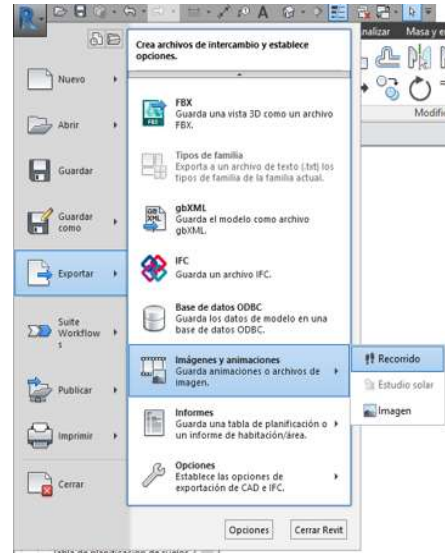 nalizar Masa y e
Modific
Crea archivos de intercambio y establece
opciones.
Nuevo
Abrir
Guardar
Guardar
como
Exportar
Suite
Workflow
s
Publicar
Imprimir
Cerrar
FBX
Guarda una vista 3D como un archivo
FBX.
Tipos de familia
Exporta a un archivo de texto (.txt) los
tipos de familia de la familia actual.
gbXML
Guarda el modelo como archivo
gbXML.
IFC
Guarda un archivo IFC.
Base de datos ODBC
Guarda los datos de modelo en una
base de datos ODBC.
Imágenes y animaciones
Guarda animaciones o archivos de
imagen.
Informes
Guarda una tabla de planificación o
un informe de habitación/área.
Opciones
Establece las opciones de
exportación de CAD e IFC.
Recorrido
Estudio solar
Imagen
Opciones
Cerrar Revit